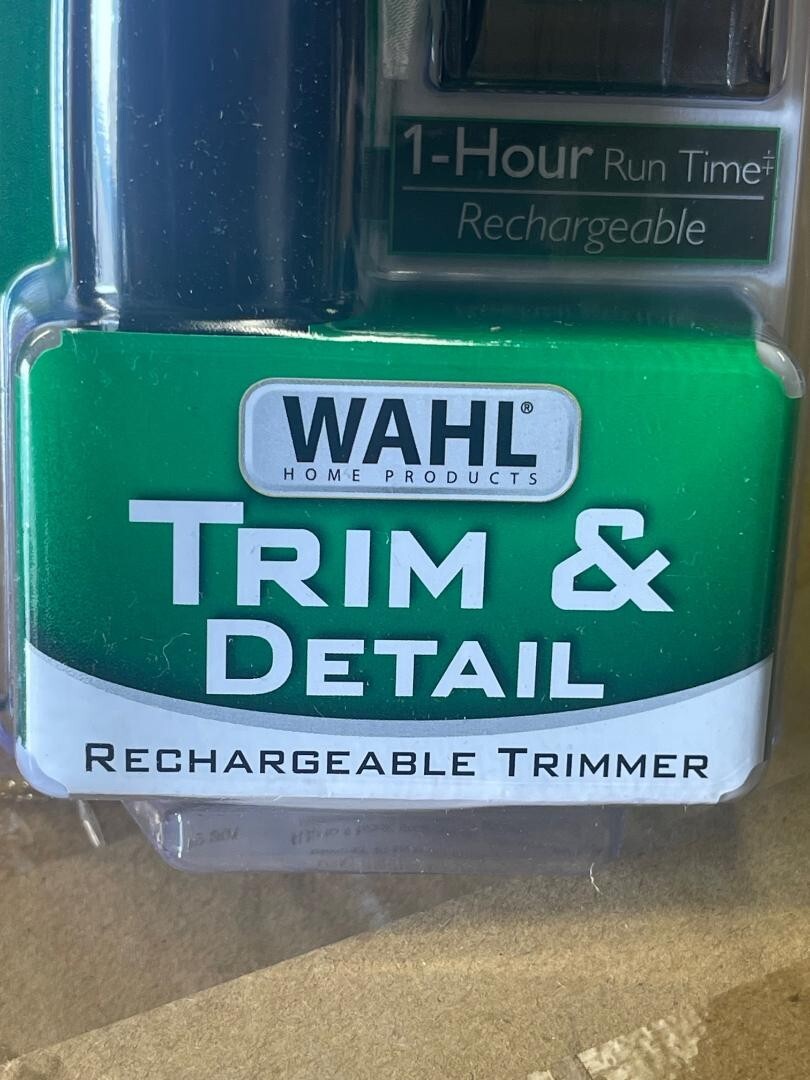 1-Hour Run Time‡
Rechargeable
WAHL®
HOME PRODUCTS
TRIM &
DETAIL
RECHARGEABLE TRIMMER